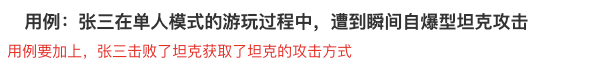 用例：张三在单人模式的游玩过程中，遭到瞬间自爆型坦克攻击
用例要加上，张三击败了坦克获取了坦克的攻击方式